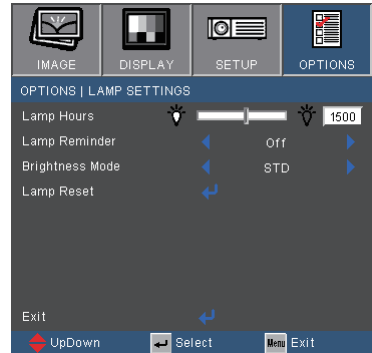 IMAGE DISPLAY SETUP OPTIONS
OPTIONS | LAMP SETTINGS
Lamp Hours 1500
Lamp Reminder Off
Brightness Mode STD
Lamp Reset
Exit
UpDown Select Menu Exit